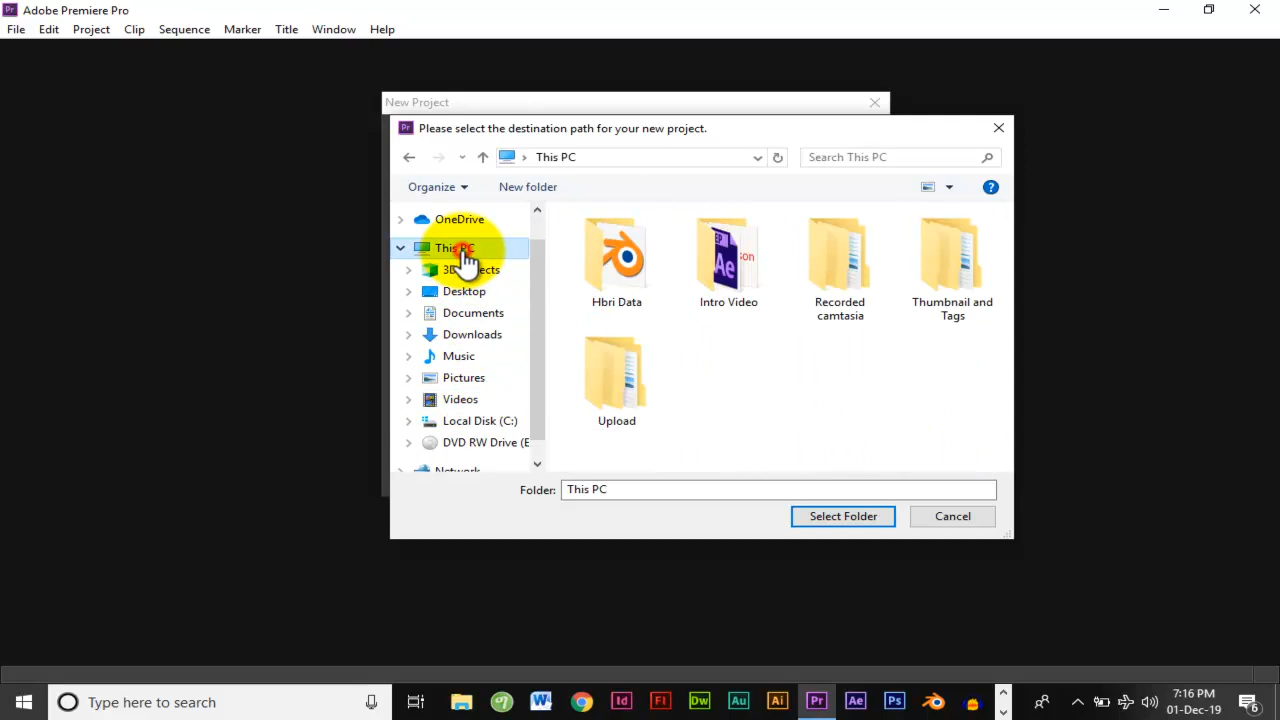 Adobe Premiere Pro
File Edit Project Clip Sequence Marker Title Window Help
New Project
Please select the destination path for your new project.
This PC
Search This PC
Organize
New folder
OneDrive
This PC
Desktop
Documents
Downloads
Music
Pictures
Videos
Local Disk (C:)
DVD RW Drive (E
Network
Hbri Data
Intro Video
Recorded
camtasia
Thumbnail and
Tags
Upload
Folder: This PC
Select Folder
Cancel
Type here to search
7:16 PM
01-Dec-19
6